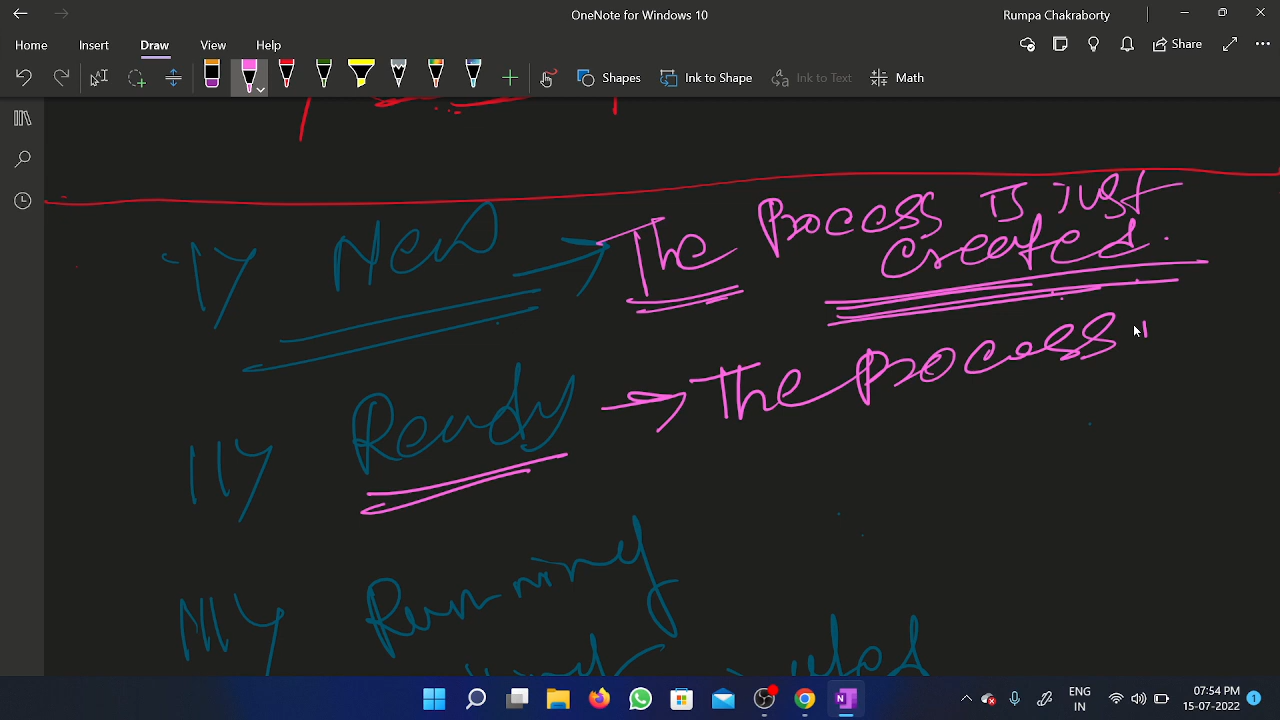 OneNote for Windows 10
Rumpa Chakraborty
Home Insert Draw View Help
Share
Shapes Ink to Shape Ink to Text Math
i) New → The Process is just
created.
ii) Ready → The process
iii) Running
ENG
IN
07:54 PM
15-07-2022
1